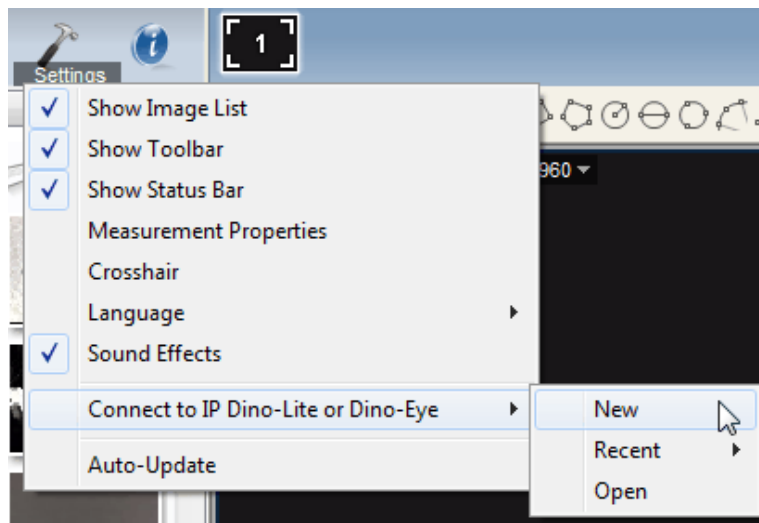 1
Settings
960
Show Image List
Show Toolbar
Show Status Bar
Measurement Properties
Crosshair
Language
Sound Effects
Connect to IP Dino-Lite or Dino-Eye
Auto-Update
New
Recent
Open